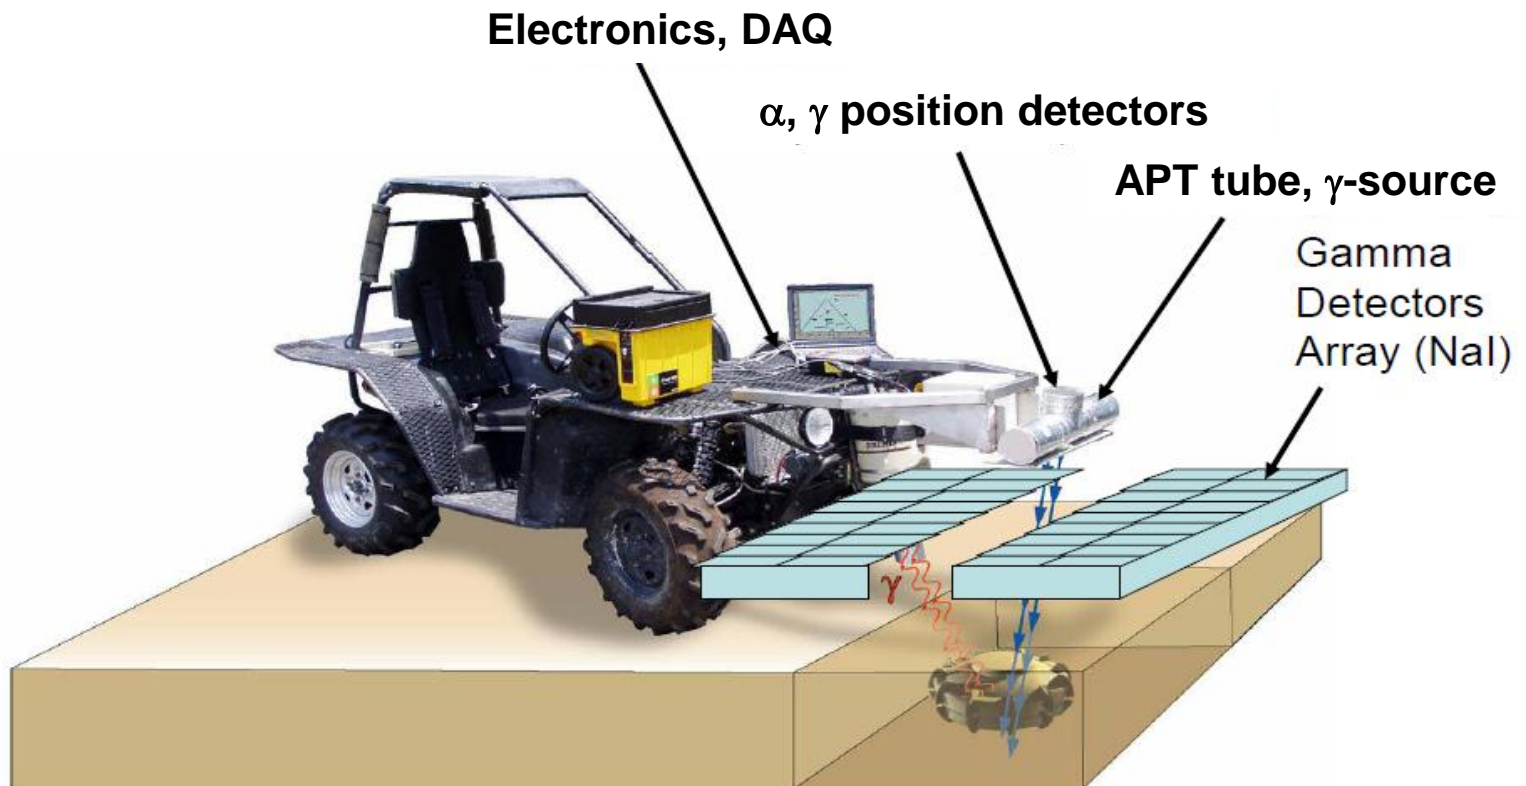 Electronics, DAQ
α, γ position detectors
APT tube, γ-source
Gamma
Detectors
Array (NaI)
γ